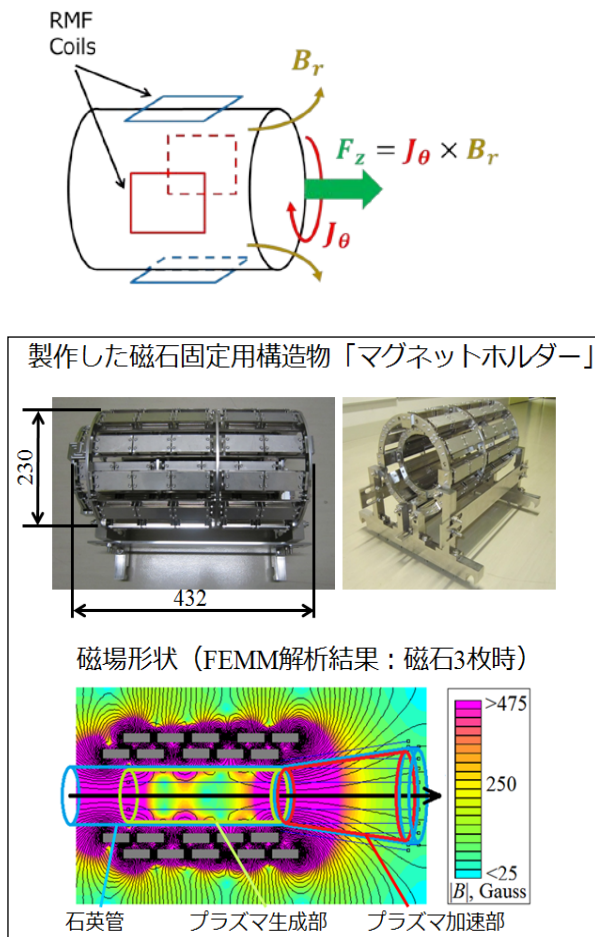 RMF
Coils
B_r
F_z = J_θ × B_r
J_θ
製作した磁石固定用構造物「マグネットホルダー」
230
432
磁場形状（FEMM解析結果：磁石3枚時）
>475
250
<25
|B|, Gauss
石英管
プラズマ生成部
プラズマ加速部